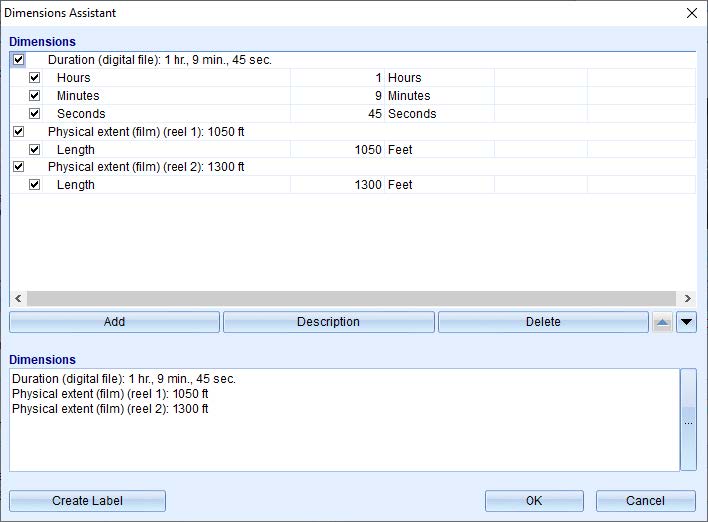 Dimensions Assistant
Dimensions
Duration (digital file): 1 hr., 9 min., 45 sec.
Hours 1 Hours
Minutes 9 Minutes
Seconds 45 Seconds
Physical extent (film) (reel 1): 1050 ft
Length 1050 Feet
Physical extent (film) (reel 2): 1300 ft
Length 1300 Feet
Add Description Delete
Dimensions
Duration (digital file): 1 hr., 9 min., 45 sec.
Physical extent (film) (reel 1): 1050 ft
Physical extent (film) (reel 2): 1300 ft
...
Create Label OK Cancel